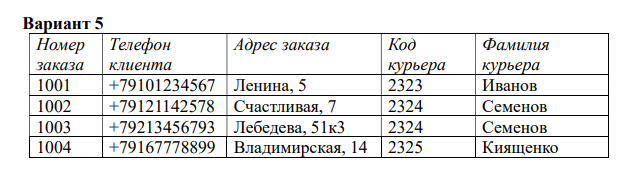 Вариант 5
Номер заказа Телефон клиента Адрес заказа Код курьера Фамилия курьера
1001 +79101234567 Ленина, 5 2323 Иванов
1002 +79121142578 Счастливая, 7 2324 Семенов
1003 +79213456793 Лебедева, 51к3 2324 Семенов
1004 +79167778899 Владимирская, 14 2325 Киященко